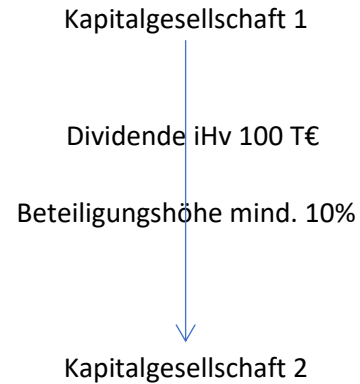 Kapitalgesellschaft 1
Dividende iHv 100 T€
Beteiligungshöhe mind. 10%
Kapitalgesellschaft 2